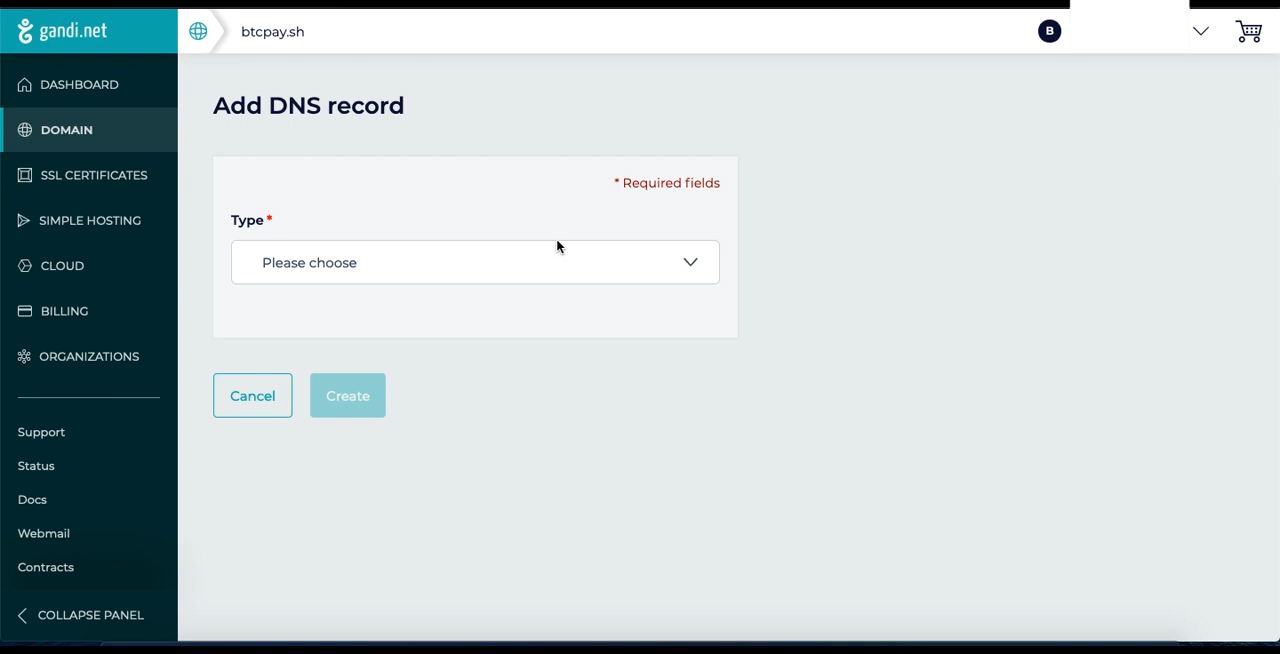 gandi.net
btcpay.sh
B
DASHBOARD
DOMAIN
SSL CERTIFICATES
SIMPLE HOSTING
CLOUD
BILLING
ORGANIZATIONS
Support
Status
Docs
Webmail
Contracts
COLLAPSE PANEL
Add DNS record
* Required fields
Type *
Please choose
Cancel
Create